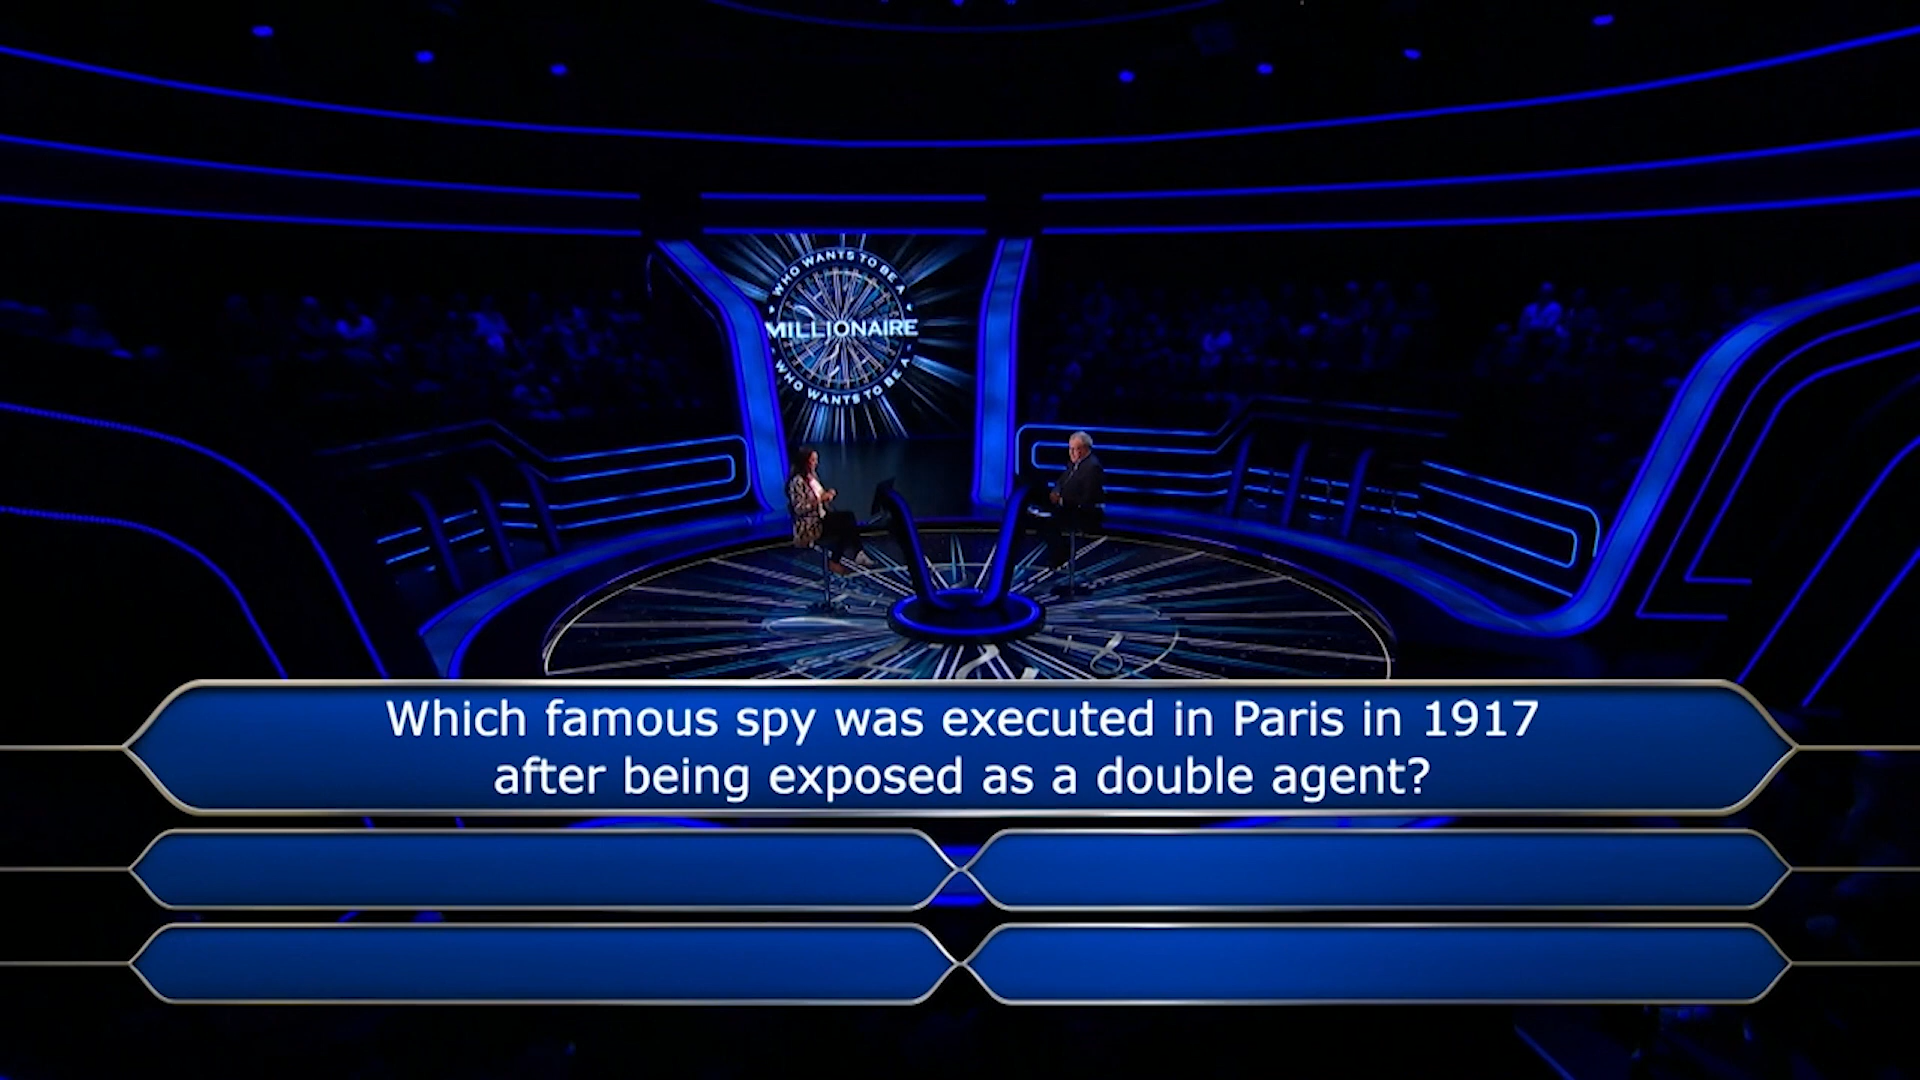 WHO WANTS TO BE A
MILLIONAIRE
WHO WANTS TO BE A
Which famous spy was executed in Paris in 1917
after being exposed as a double agent?